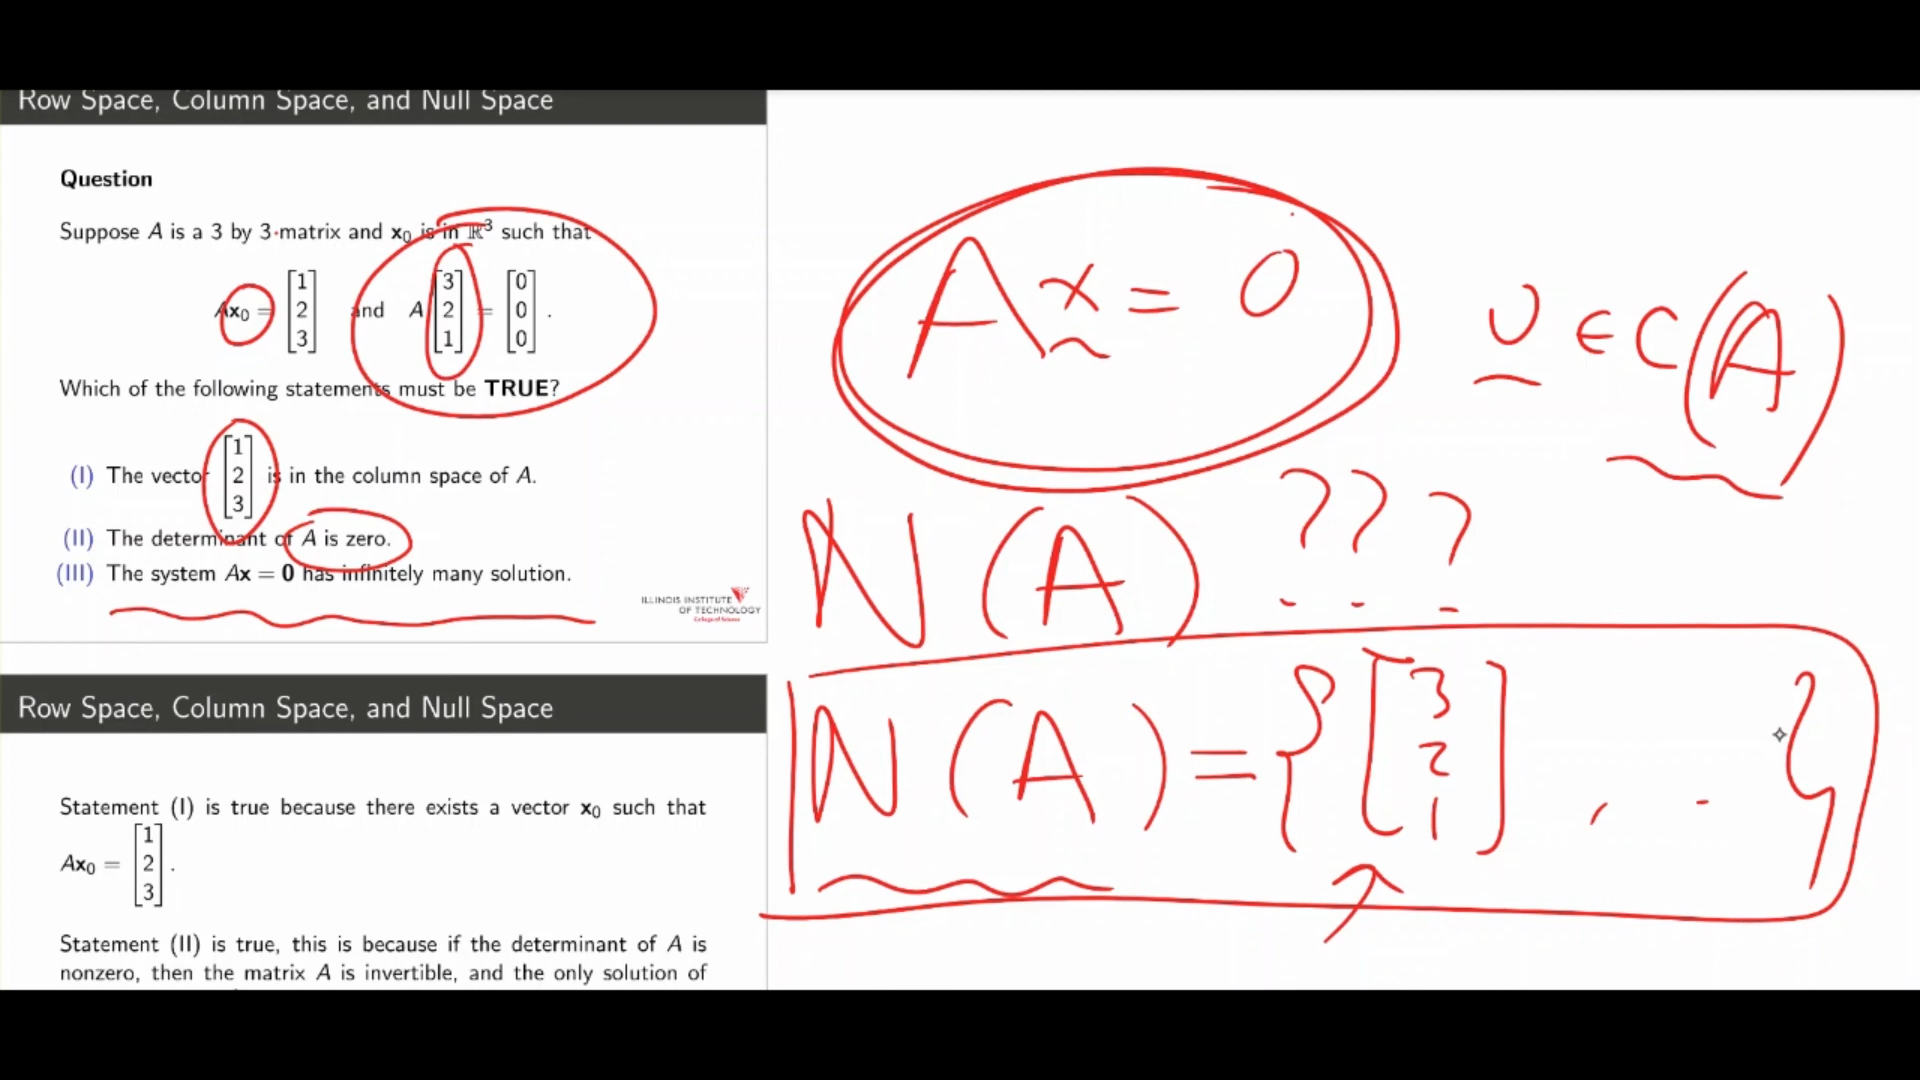 Row Space, Column Space, and Null Space
Question
Suppose A is a 3 by 3 matrix and x₀ is in ℝ³ such that
Ax₀ = [1 2 3] and A [3 2 1] = [0 0 0] .
Which of the following statements must be TRUE?
(I) The vector [1 2 3] is in the column space of A.
(II) The determinant of A is zero.
(III) The system Ax = 0 has infinitely many solution.
ILLINOIS INSTITUTE
OF TECHNOLOGY
College of Science
Row Space, Column Space, and Null Space
Statement (I) is true because there exists a vector x₀ such that
Ax₀ = [1 2 3] .
Statement (II) is true, this is because if the determinant of A is
nonzero, then the matrix A is invertible, and the only solution of
Ax = 0
υ ∈ C(A)
N(A) ???
N(A) = { [3 2 1] , . . }